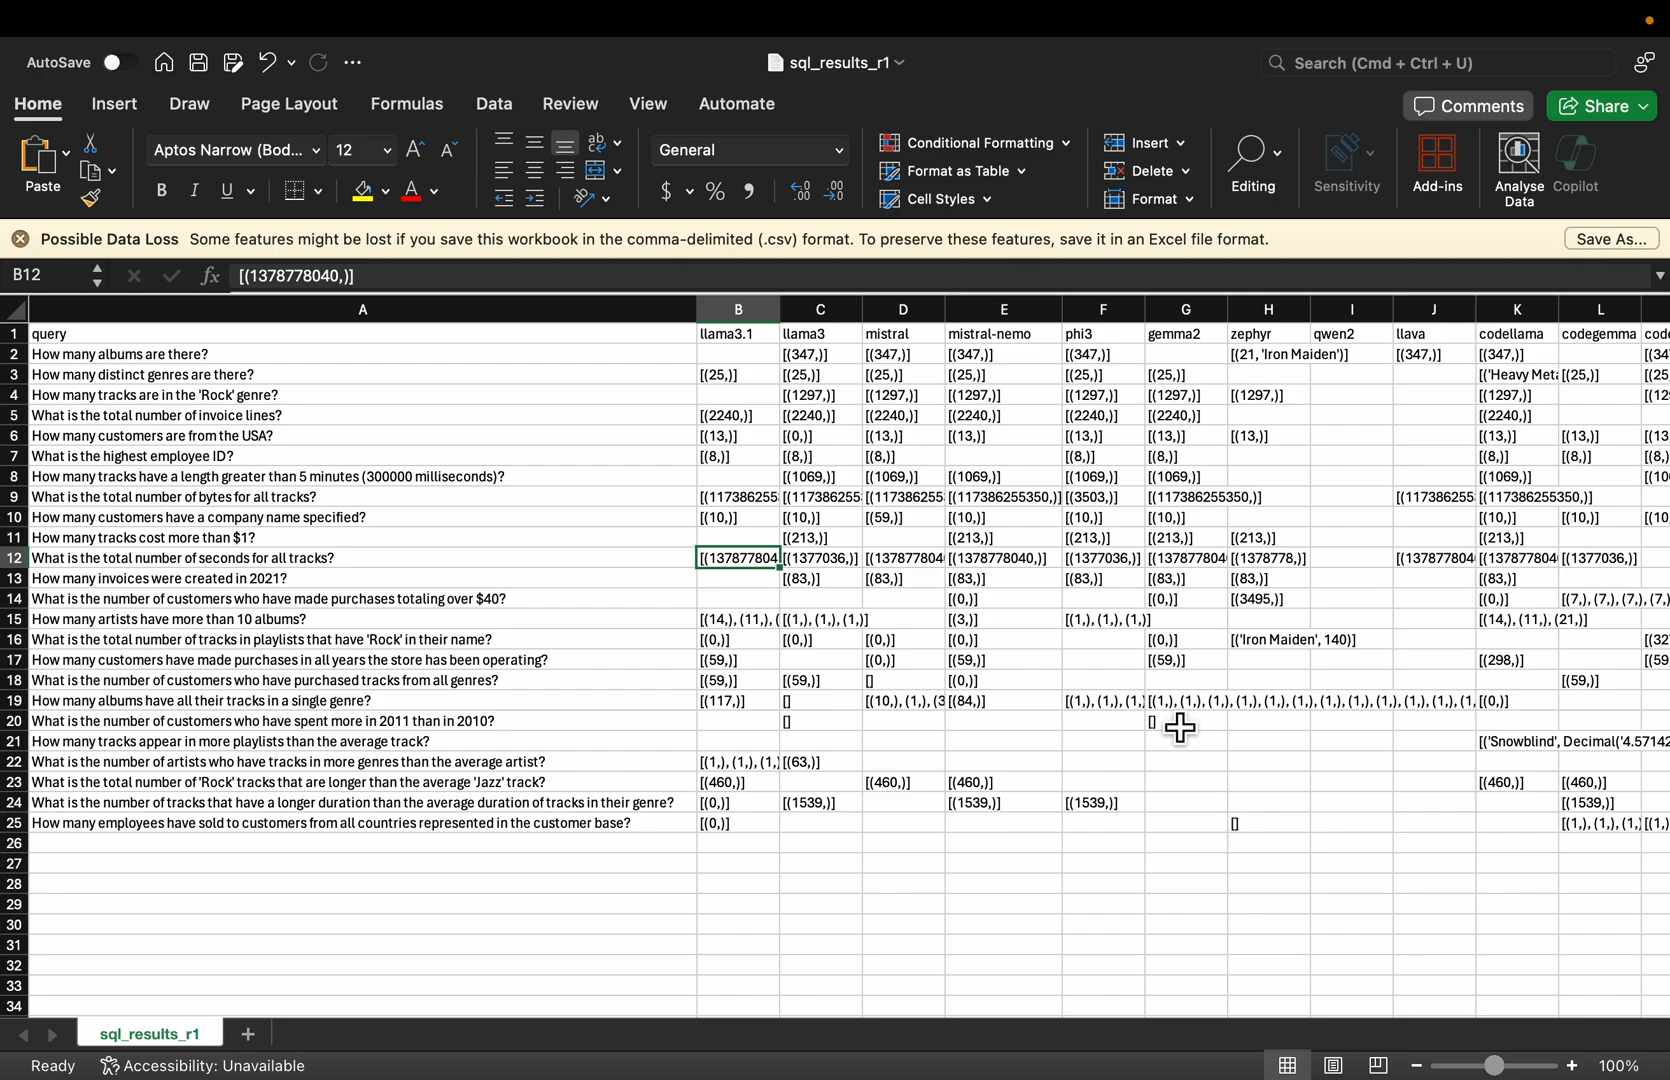 AutoSave
sql_results_r1
Search (Cmd + Ctrl + U)
Home Insert Draw Page Layout Formulas Data Review View Automate
Comments Share
Paste
Aptos Narrow (Bod... 12
General
Conditional Formatting
Format as Table
Cell Styles
Insert
Delete
Format
Editing
Sensitivity
Add-ins
Analyse Data
Copilot
Possible Data Loss Some features might be lost if you save this workbook in the comma-delimited (.csv) format. To preserve these features, save it in an Excel file format. Save As...
B12 fx [(1378778040,)]
A B C D E F G H I J K L
1 query llama3.1 llama3 mistral mistral-nemo phi3 gemma2 zephyr qwen2 llava codellama codegemma cod
2 How many albums are there? [(347,)] [(347,)] [(347,)] [(347,)] [(21, 'Iron Maiden')] [(347,)] [(347,)] [(34
3 How many distinct genres are there? [(25,)] [(25,)] [(25,)] [(25,)] [(25,)] [(25,)] [('Heavy Meta [(25,)] [(25
4 How many tracks are in the 'Rock' genre? [(1297,)] [(1297,)] [(1297,)] [(1297,)] [(1297,)] [(1297,)] [(1297,)] [(129
5 What is the total number of invoice lines? [(2240,)] [(2240,)] [(2240,)] [(2240,)] [(2240,)] [(2240,)] [(2240,)]
6 How many customers are from the USA? [(13,)] [(0,)] [(13,)] [(13,)] [(13,)] [(13,)] [(13,)] [(13,)] [(13,)] [(13
7 What is the highest employee ID? [(8,)] [(8,)] [(8,)] [(8,)] [(8,)] [(8,)] [(8,)] [(8,)
8 How many tracks have a length greater than 5 minutes (300000 milliseconds)? [(1069,)] [(1069,)] [(1069,)] [(1069,)] [(1069,)] [(1069,)] [(10
9 What is the total number of bytes for all tracks? [(117386255 [(117386255 [(117386255 [(117386255350,)] [(3503,)] [(117386255350,)] [(117386255 [(117386255350,)]
10 How many customers have a company name specified? [(10,)] [(10,)] [(59,)] [(10,)] [(10,)] [(10,)] [(10,)] [(10,)] [(10
11 How many tracks cost more than $1? [(213,)] [(213,)] [(213,)] [(213,)] [(213,)] [(213,)]
12 What is the total number of seconds for all tracks? [(137877804 [(1377036,)] [(137877804 [(1378778040,)] [(1377036,)] [(137877804 [(1378778,)] [(137877804 [(137877804 [(1377036,)]
13 How many invoices were created in 2021? [(83,)] [(83,)] [(83,)] [(83,)] [(83,)] [(83,)] [(83,)]
14 What is the number of customers who have made purchases totaling over $40? [(0,)] [(0,)] [(3495,)] [(0,)] [(7,), (7,), (7,), (7,)
15 How many artists have more than 10 albums? [(14,), (11,), ( [(1,), (1,), (1,)] [(3,)] [(1,), (1,), (1,)] [(14,), (11,), (21,)]
16 What is the total number of tracks in playlists that have 'Rock' in their name? [(0,)] [(0,)] [(0,)] [(0,)] [(0,)] [('Iron Maiden', 140)] [(32
17 How many customers have made purchases in all years the store has been operating? [(59,)] [(0,)] [(59,)] [(59,)] [(298,)] [(59
18 What is the number of customers who have purchased tracks from all genres? [(59,)] [(59,)] [] [(0,)] [(59,)]
19 How many albums have all their tracks in a single genre? [(117,)] [] [(10,), (1,), (3 [(84,)] [(1,), (1,), (1,) [(1,), (1,), (1,), (1,), (1,), (1,), (1,), (1,), (1,), (1,), (1,), (1, [(0,)]
20 What is the number of customers who have spent more in 2011 than in 2010? [] []
21 How many tracks appear in more playlists than the average track? [('Snowblind', Decimal('4.57142
22 What is the number of artists who have tracks in more genres than the average artist? [(1,), (1,), (1,) [(63,)]
23 What is the total number of 'Rock' tracks that are longer than the average 'Jazz' track? [(460,)] [(460,)] [(460,)] [(460,)] [(460,)]
24 What is the number of tracks that have a longer duration than the average duration of tracks in their genre? [(0,)] [(1539,)] [(1539,)] [(1539,)] [(1539,)]
25 How many employees have sold to customers from all countries represented in the customer base? [(0,)] [] [(1,), (1,), (1,) [(1,)
26
27
28
29
30
31
32
33
34
sql_results_r1
Ready Accessibility: Unavailable 100%